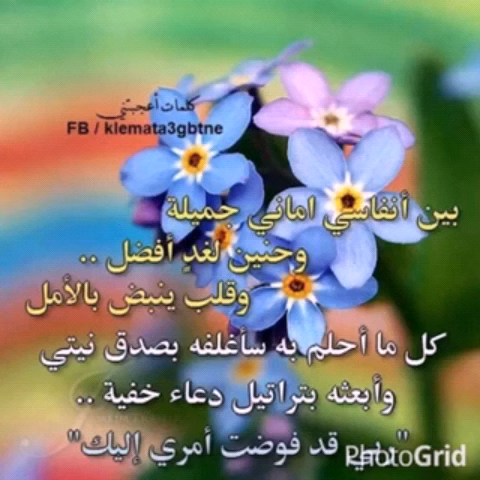 كلمات أعجبتني
FB / klemata3gbtne
بين أنفاسي اماني جميلة
وحنين لغدٍ أفضل ..
وقلب ينبض بالأمل
كل ما أحلم به سأغلفه بصدق نيتي
وأبعثه بتراتيل دعاء خفية ..
"ربي قد فوضت أمري إليك"
PhotoGrid